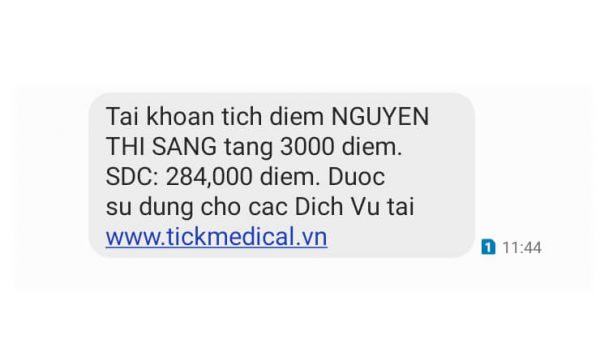 Tai khoan tich diem NGUYEN
THI SANG tang 3000 diem.
SDC: 284,000 diem. Duoc
su dung cho cac Dich Vu tai
www.tickmedical.vn
1 11:44